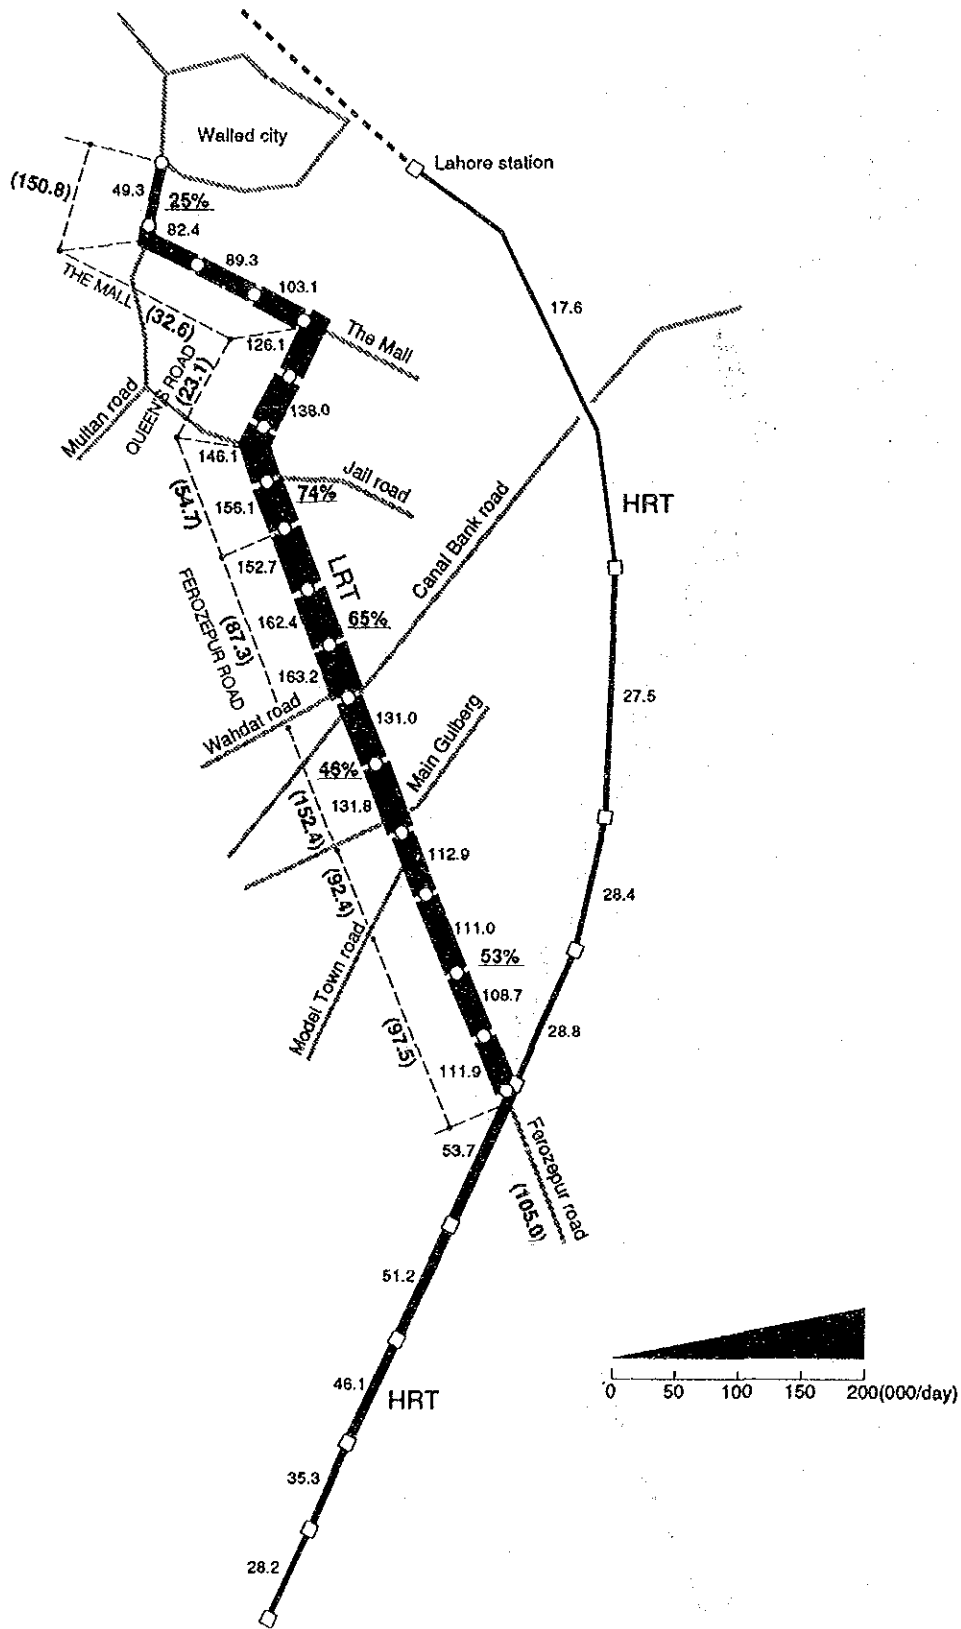 Walled city
Lahore station
(150.8)
49.3
25%
82.4
89.3
THE MALL
103.1
17.6
(32.6)
126.1
The Mall
QUEEN'S ROAD
(23.1)
138.0
Multan road
146.1
Jail road
(54.7)
156.1
74%
HRT
Canal Bank road
152.7
LRT
FEROZEPUR ROAD
(87.3)
162.4
65%
163.2
27.5
Wahdat road
131.0
Main Gulberg
46%
131.8
(152.4)
112.9
(92.4)
28.4
111.0
Model Town road
53%
108.7
(97.5)
28.8
111.9
53.7
Ferozepur road
(105.0)
51.2
46.1
HRT
0 50 100 150 200(000/day)
35.3
28.2